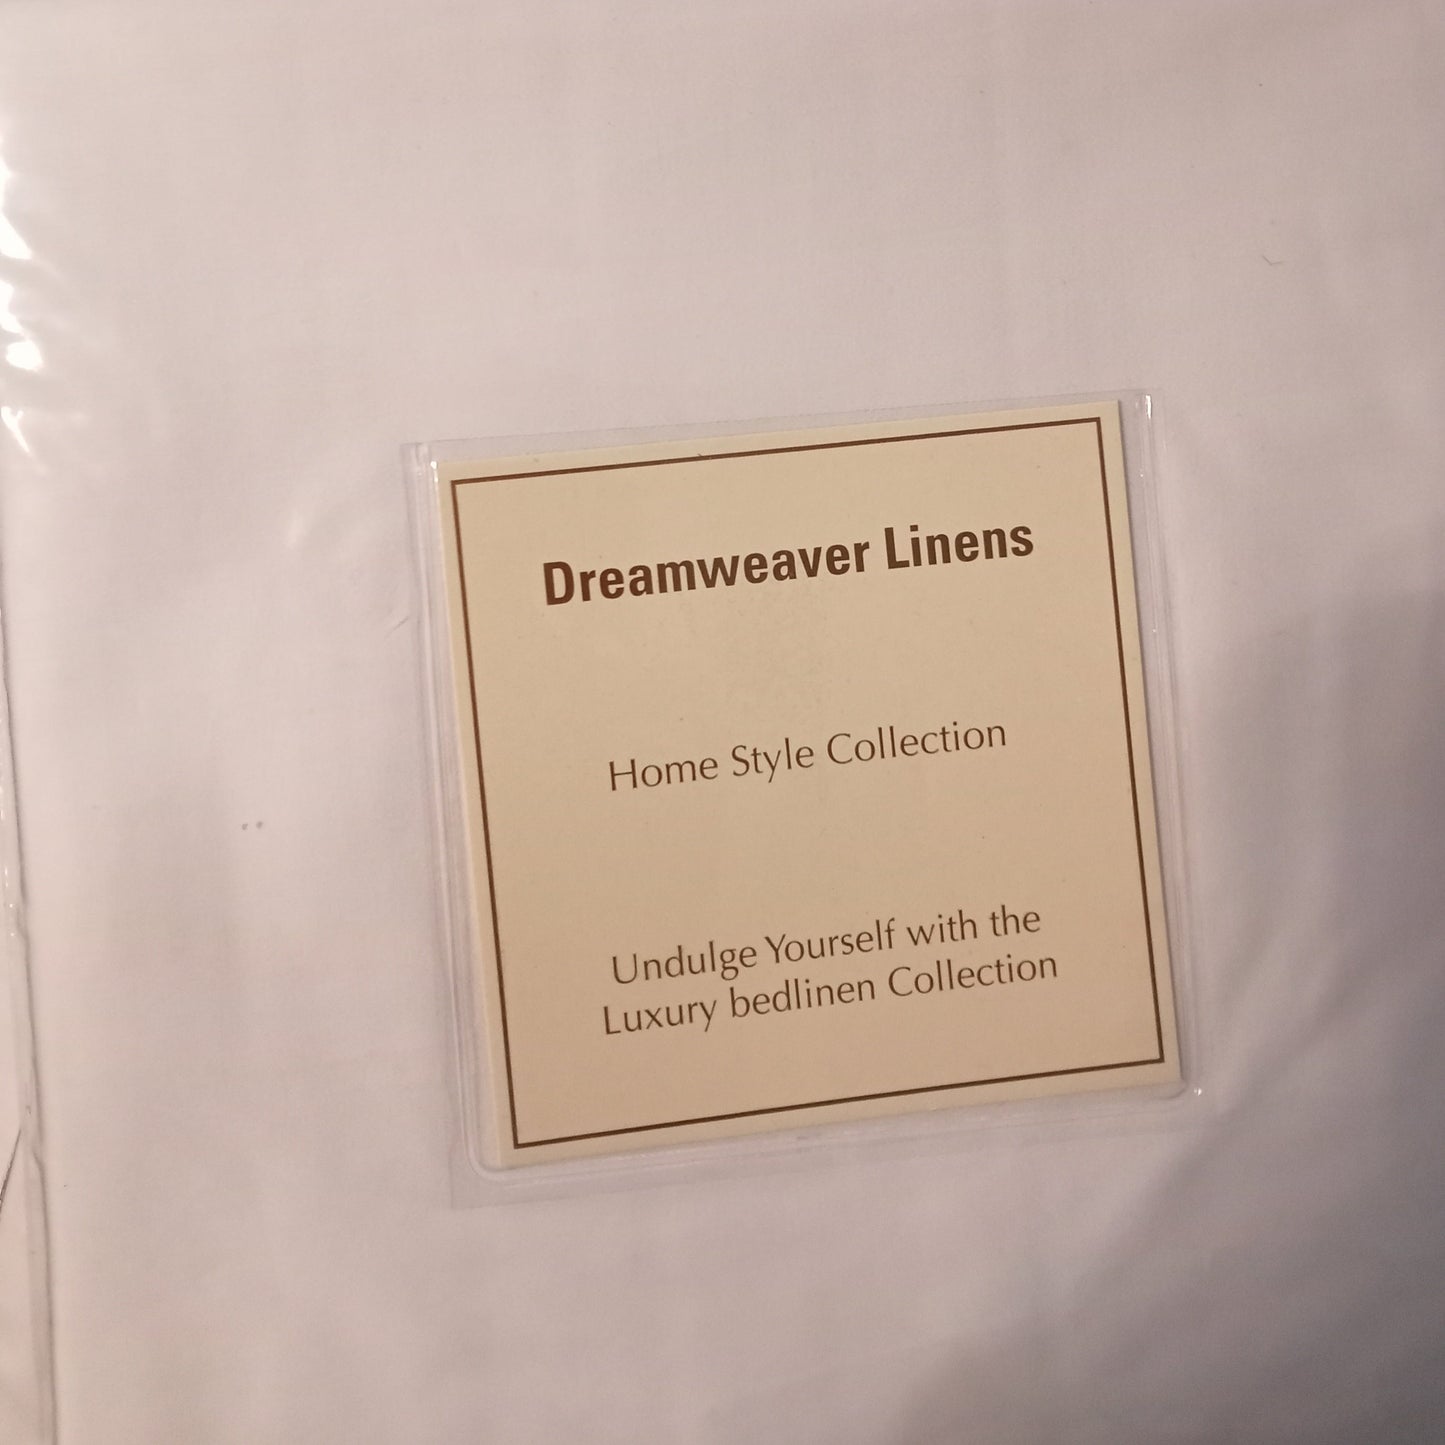 Dreamweaver Linens
Home Style Collection
Undulge Yourself with the
Luxury bedlinen Collection